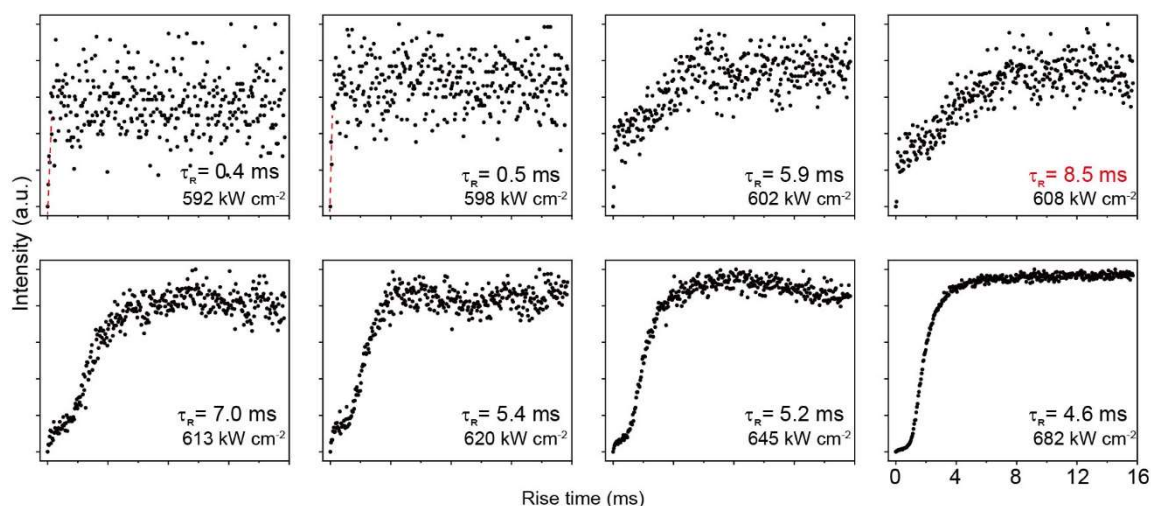 Intensity (a.u.)
τR = 0.4 ms
592 kW cm-2
τR = 0.5 ms
598 kW cm-2
τR = 5.9 ms
602 kW cm-2
τR = 8.5 ms
608 kW cm-2
τR = 7.0 ms
613 kW cm-2
τR = 5.4 ms
620 kW cm-2
τR = 5.2 ms
645 kW cm-2
τR = 4.6 ms
682 kW cm-2
0 4 8 12 16
Rise time (ms)